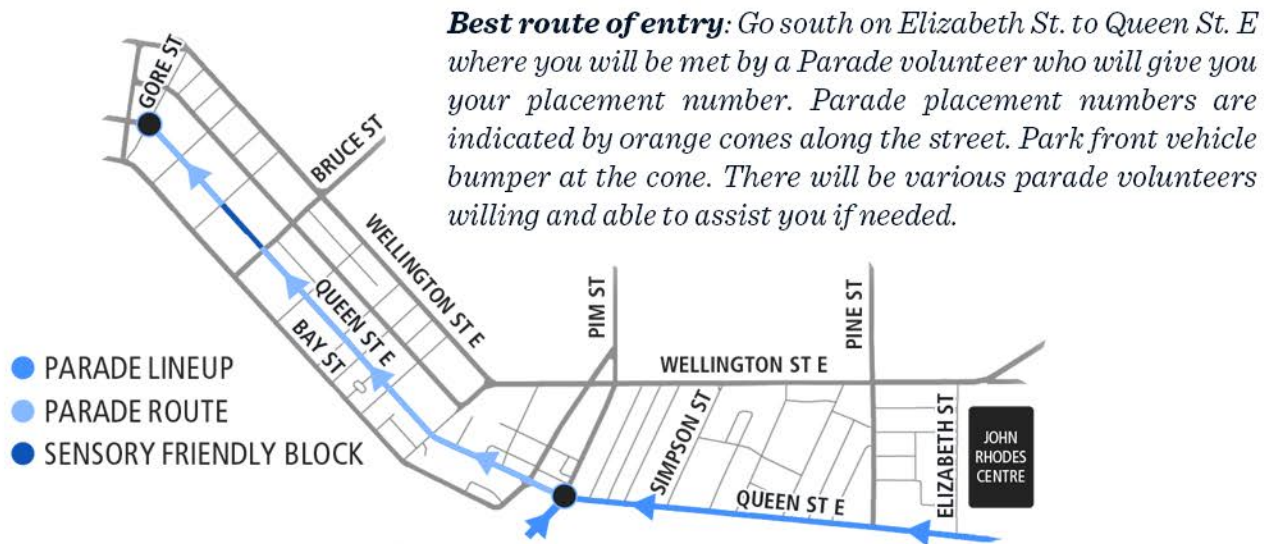 Best route of entry: Go south on Elizabeth St. to Queen St. E
where you will be met by a Parade volunteer who will give you
your placement number. Parade placement numbers are
indicated by orange cones along the street. Park front vehicle
bumper at the cone. There will be various parade volunteers
willing and able to assist you if needed.
GORE ST
BRUCE ST
WELLINGTON ST E
QUEEN ST E
BAY ST
PIM ST
PINE ST
WELLINGTON ST E
SIMPSON ST
ELIZABETH ST
JOHN
RHODES
CENTRE
QUEEN ST E
PARADE LINEUP
PARADE ROUTE
SENSORY FRIENDLY BLOCK